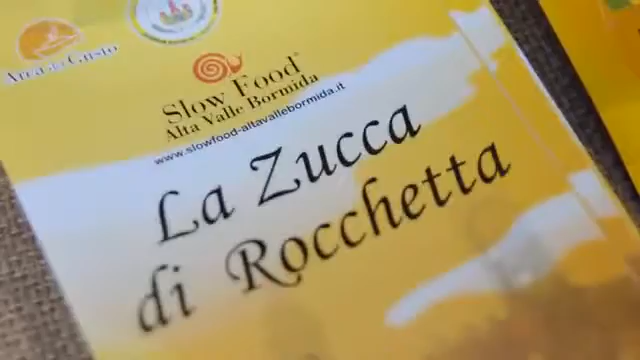 Arca del Gusto
Slow Food®
Alta Valle Bormida
www.slowfood-altavallebormida.it
La Zucca
di Rocchetta